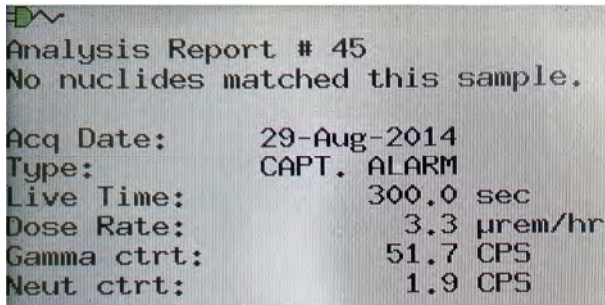 Analysis Report # 45
No nuclides matched this sample.
Acq Date: 29-Aug-2014
Type: CAPT. ALARM
Live Time: 300.0 sec
Dose Rate: 3.3 µrem/hr
Gamma ctrt: 51.7 CPS
Neut ctrt: 1.9 CPS